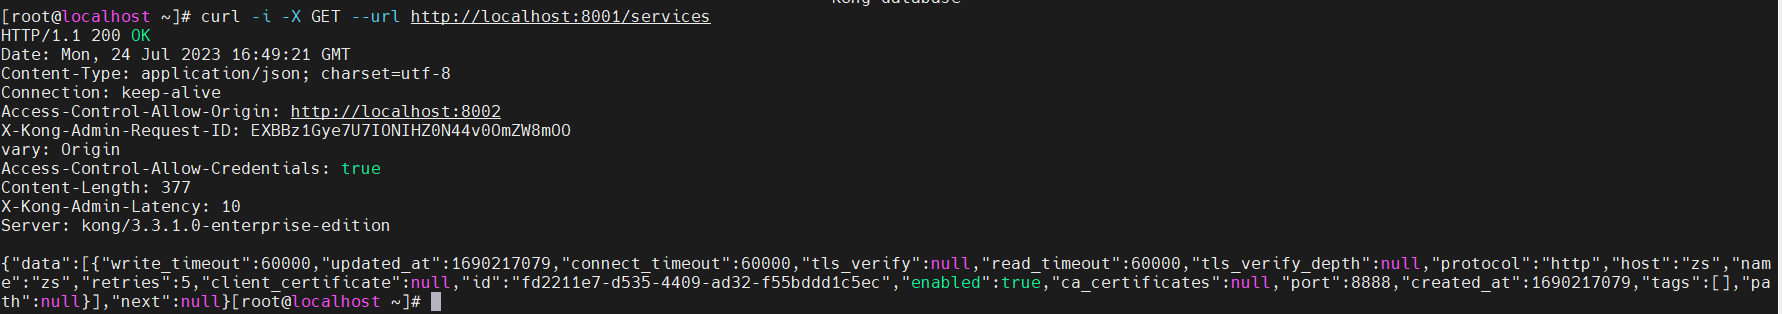 Kong database
[root@localhost ~]# curl -i -X GET --url http://localhost:8001/services
HTTP/1.1 200 OK
Date: Mon, 24 Jul 2023 16:49:21 GMT
Content-Type: application/json; charset=utf-8
Connection: keep-alive
Access-Control-Allow-Origin: http://localhost:8002
X-Kong-Admin-Request-ID: EXBBz1Gye7U7IONIHZ0N44v0OmZW8mOO
vary: Origin
Access-Control-Allow-Credentials: true
Content-Length: 377
X-Kong-Admin-Latency: 10
Server: kong/3.3.1.0-enterprise-edition
{"data":[{"write_timeout":60000,"updated_at":1690217079,"connect_timeout":60000,"tls_verify":null,"read_timeout":60000,"tls_verify_depth":null,"protocol":"http","host":"zs","nam
e":"zs","retries":5,"client_certificate":null,"id":"fd2211e7-d535-4409-ad32-f55bddd1c5ec","enabled":true,"ca_certificates":null,"port":8888,"created_at":1690217079,"tags":[],"pa
th":null}],"next":null}[root@localhost ~]#